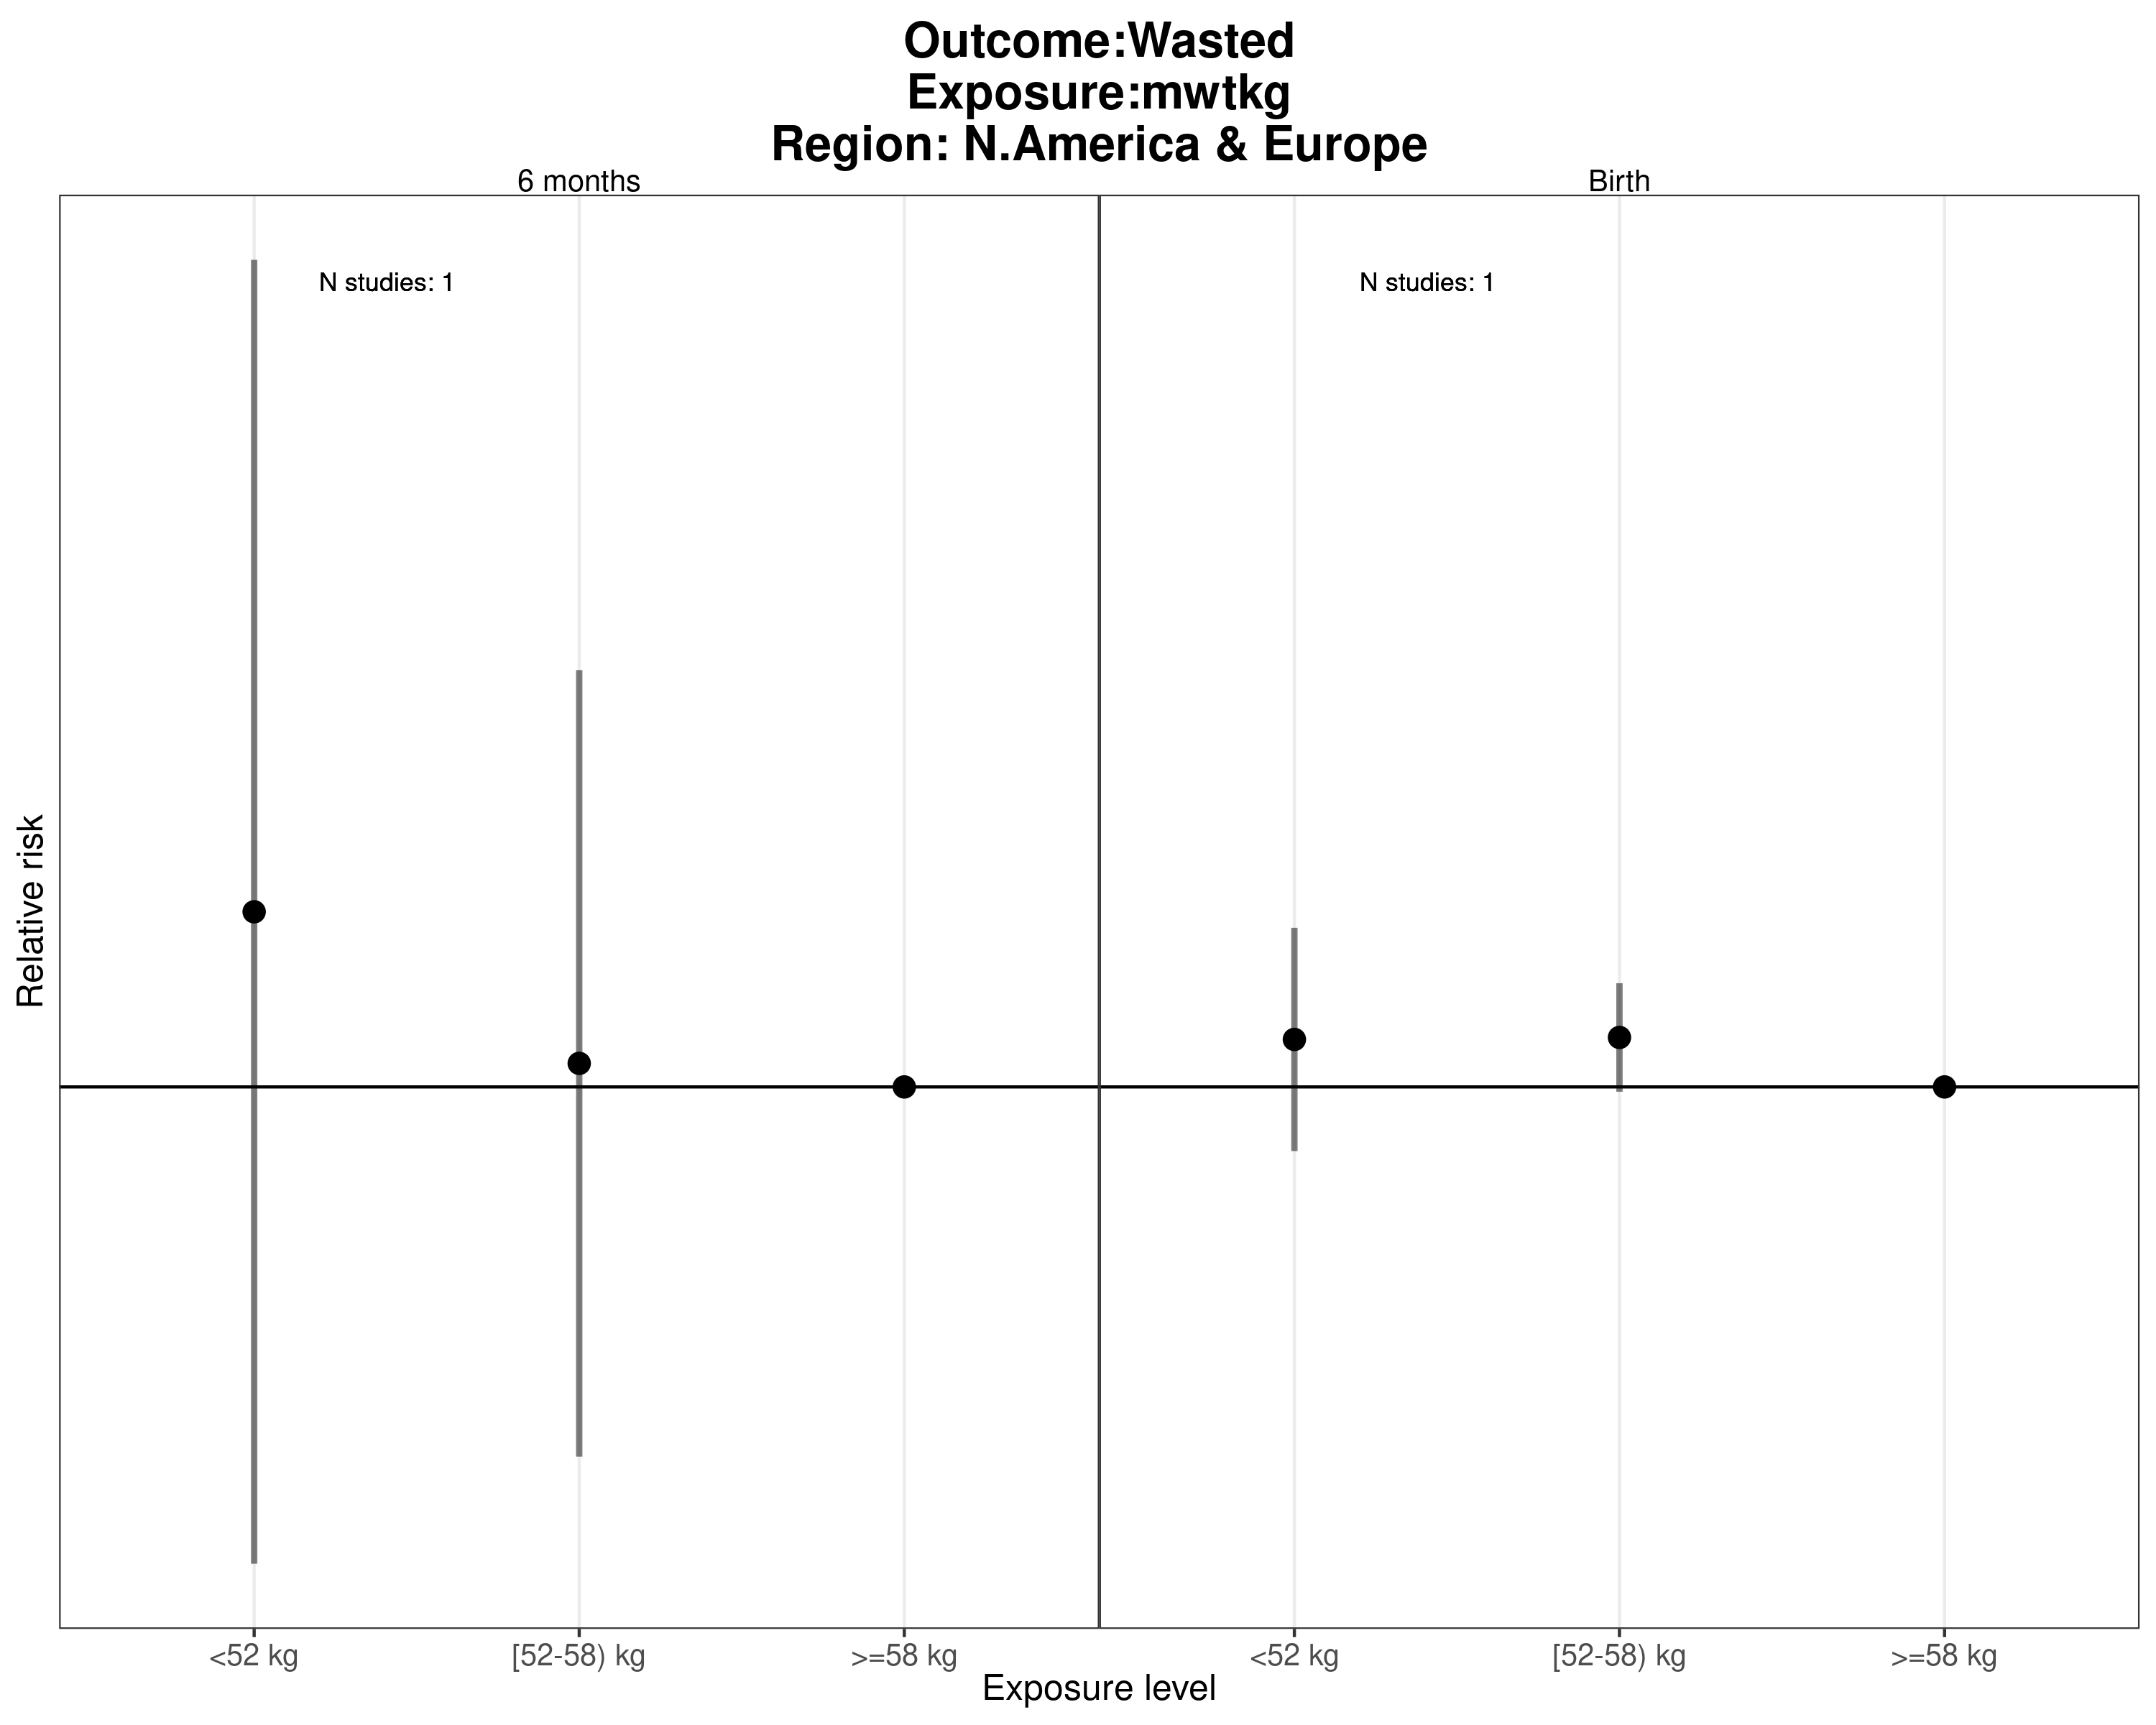 Outcome:Wasted
Exposure:mwtkg
Region: N.America & Europe
6 months
Birth
N studies: 1
N studies: 1
Relative risk
<52 kg
[52-58) kg
>=58 kg
<52 kg
[52-58) kg
>=58 kg
Exposure level